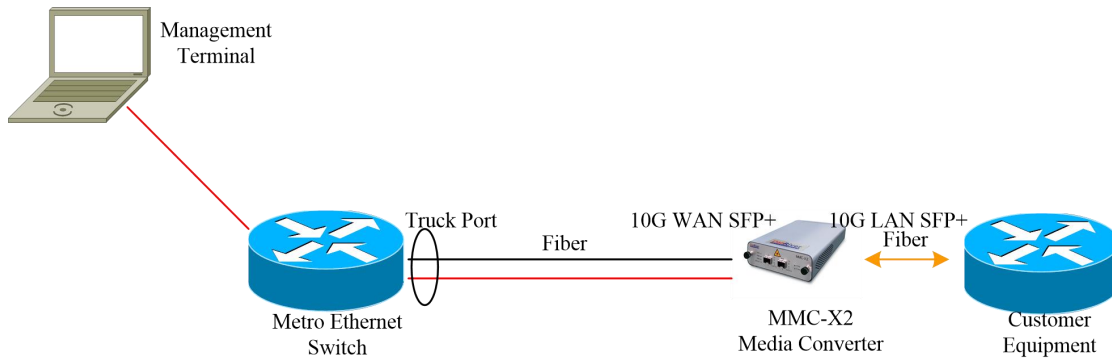 Management
Terminal
Truck Port
Fiber
10G WAN SFP+
10G LAN SFP+
Fiber
Metro Ethernet
Switch
MMC-X2
Media Converter
Customer
Equipment